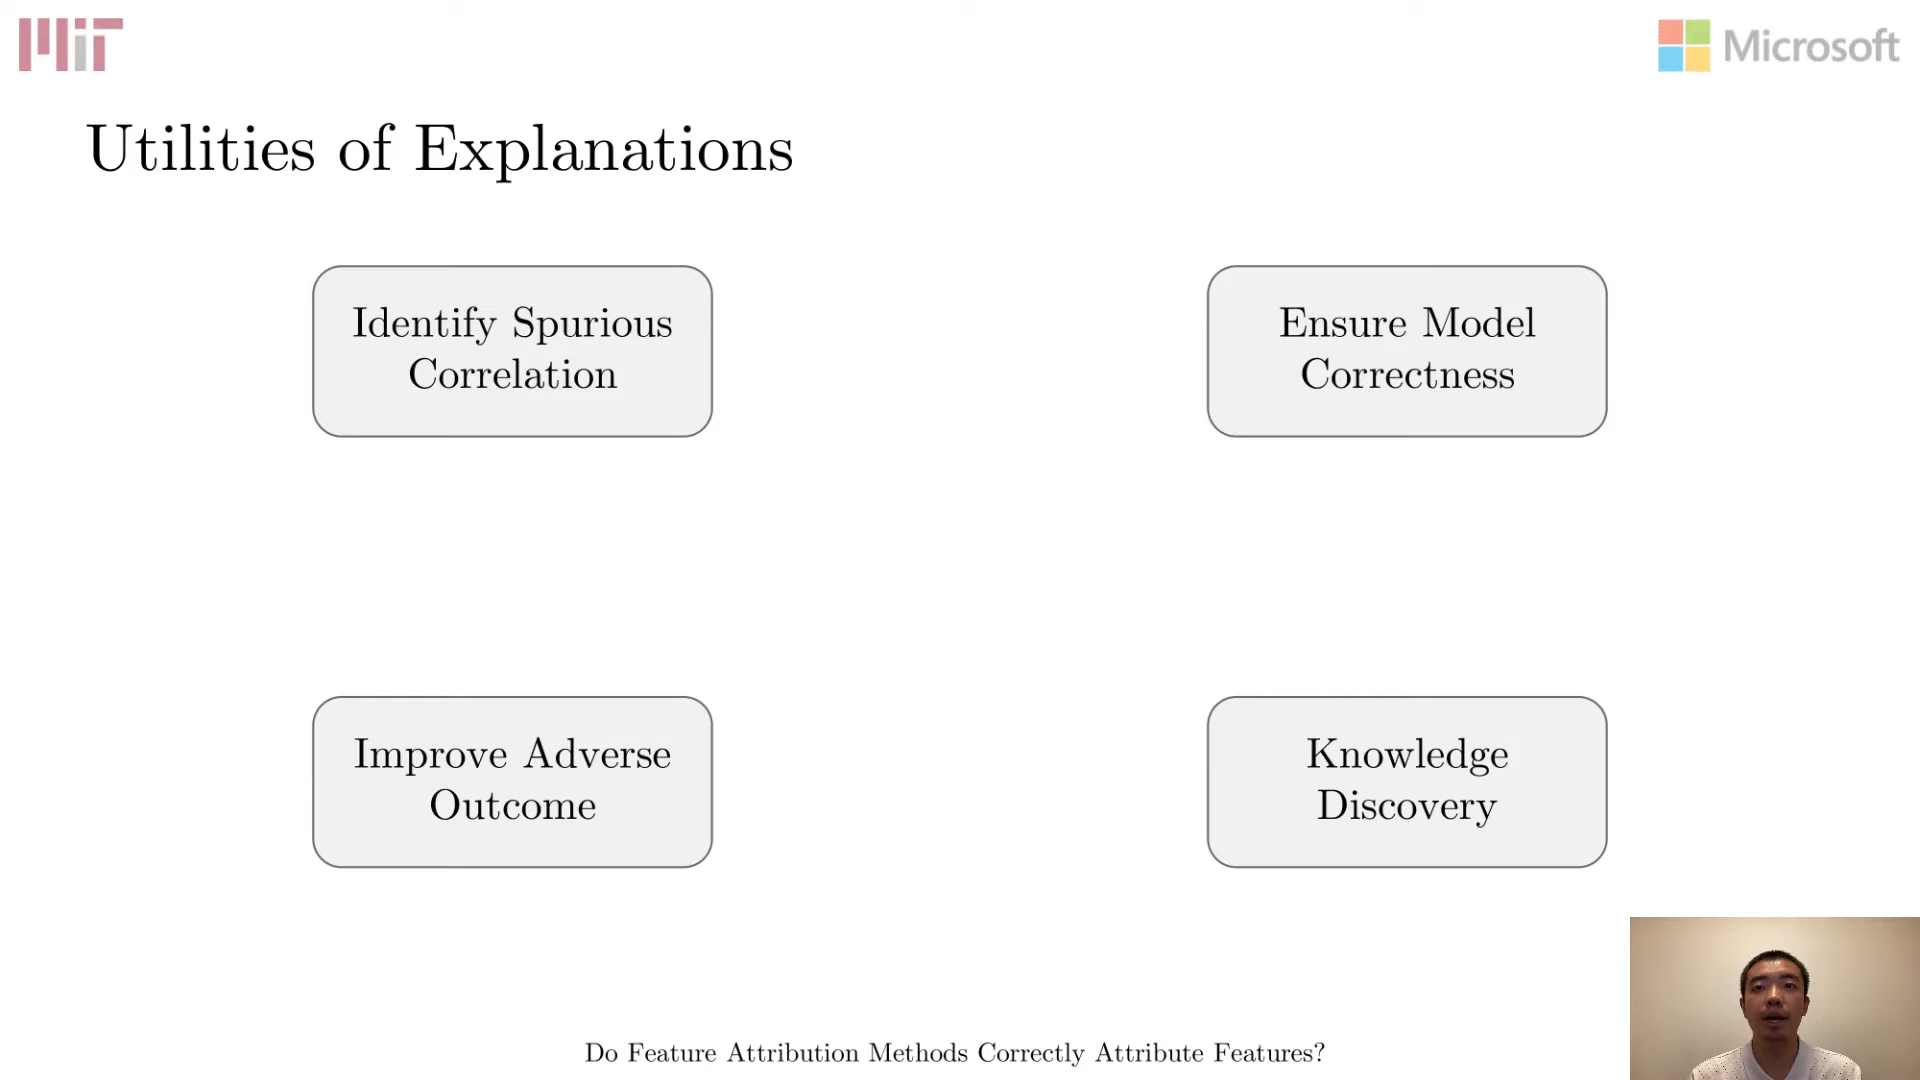 MIT
Microsoft
Utilities of Explanations
Identify Spurious
Correlation
Ensure Model
Correctness
Improve Adverse
Outcome
Knowledge
Discovery
Do Feature Attribution Methods Correctly Attribute Features?